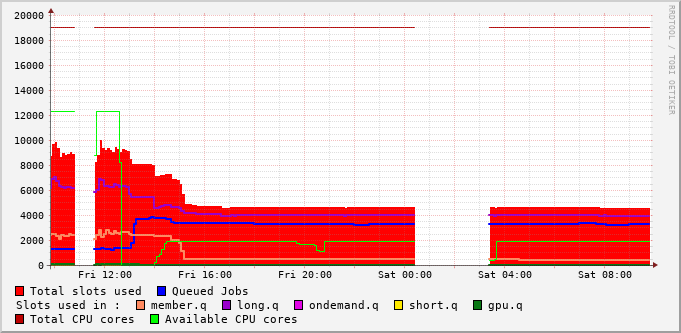 20000
18000
16000
14000
12000
10000
8000
6000
4000
2000
0
Fri 12:00 Fri 16:00 Fri 20:00 Sat 00:00 Sat 04:00 Sat 08:00
Total slots used Queued Jobs
Slots used in : member.q long.q ondemand.q short.q gpu.q
Total CPU cores Available CPU cores
RRDTOOL / TOBI OETIKER